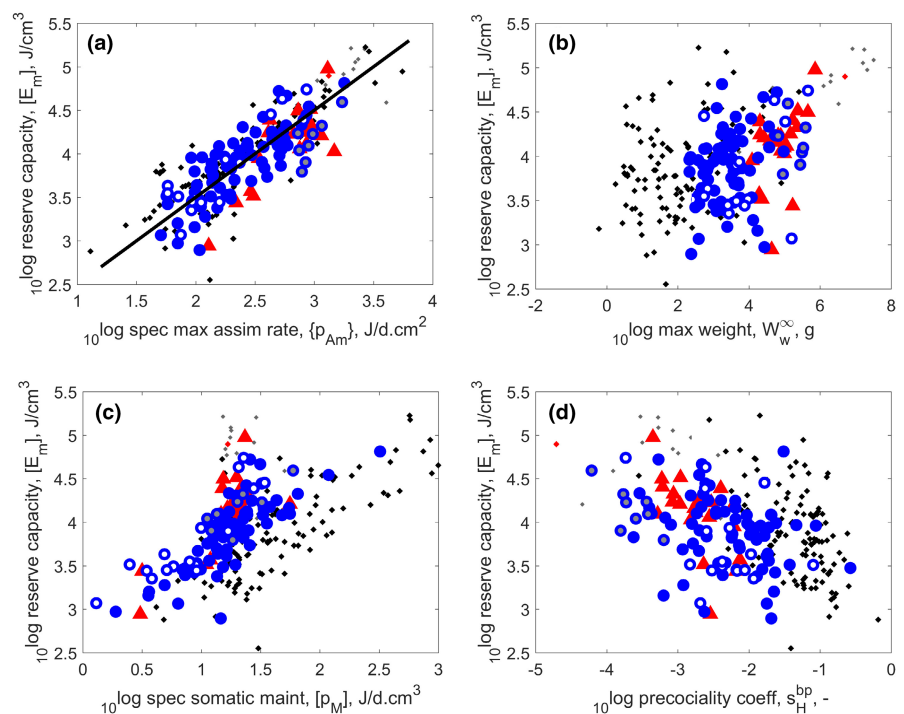 (a)
5.5
5
4.5
4
3.5
3
2.5
10log reserve capacity, [Em], J/cm3
1 1.5 2 2.5 3 3.5 4
10log spec max assim rate, {pAm}, J/d.cm2
(b)
5.5
5
4.5
4
3.5
3
2.5
10log reserve capacity, [Em], J/cm3
-2 0 2 4 6 8
10log max weight, Ww∞, g
(c)
5.5
5
4.5
4
3.5
3
2.5
10log reserve capacity, [Em], J/cm3
0 0.5 1 1.5 2 2.5 3
10log spec somatic maint, [pM], J/d.cm3
(d)
5.5
5
4.5
4
3.5
3
2.5
10log reserve capacity, [Em], J/cm3
-5 -4 -3 -2 -1 0
10log precociality coeff, sHbp, -